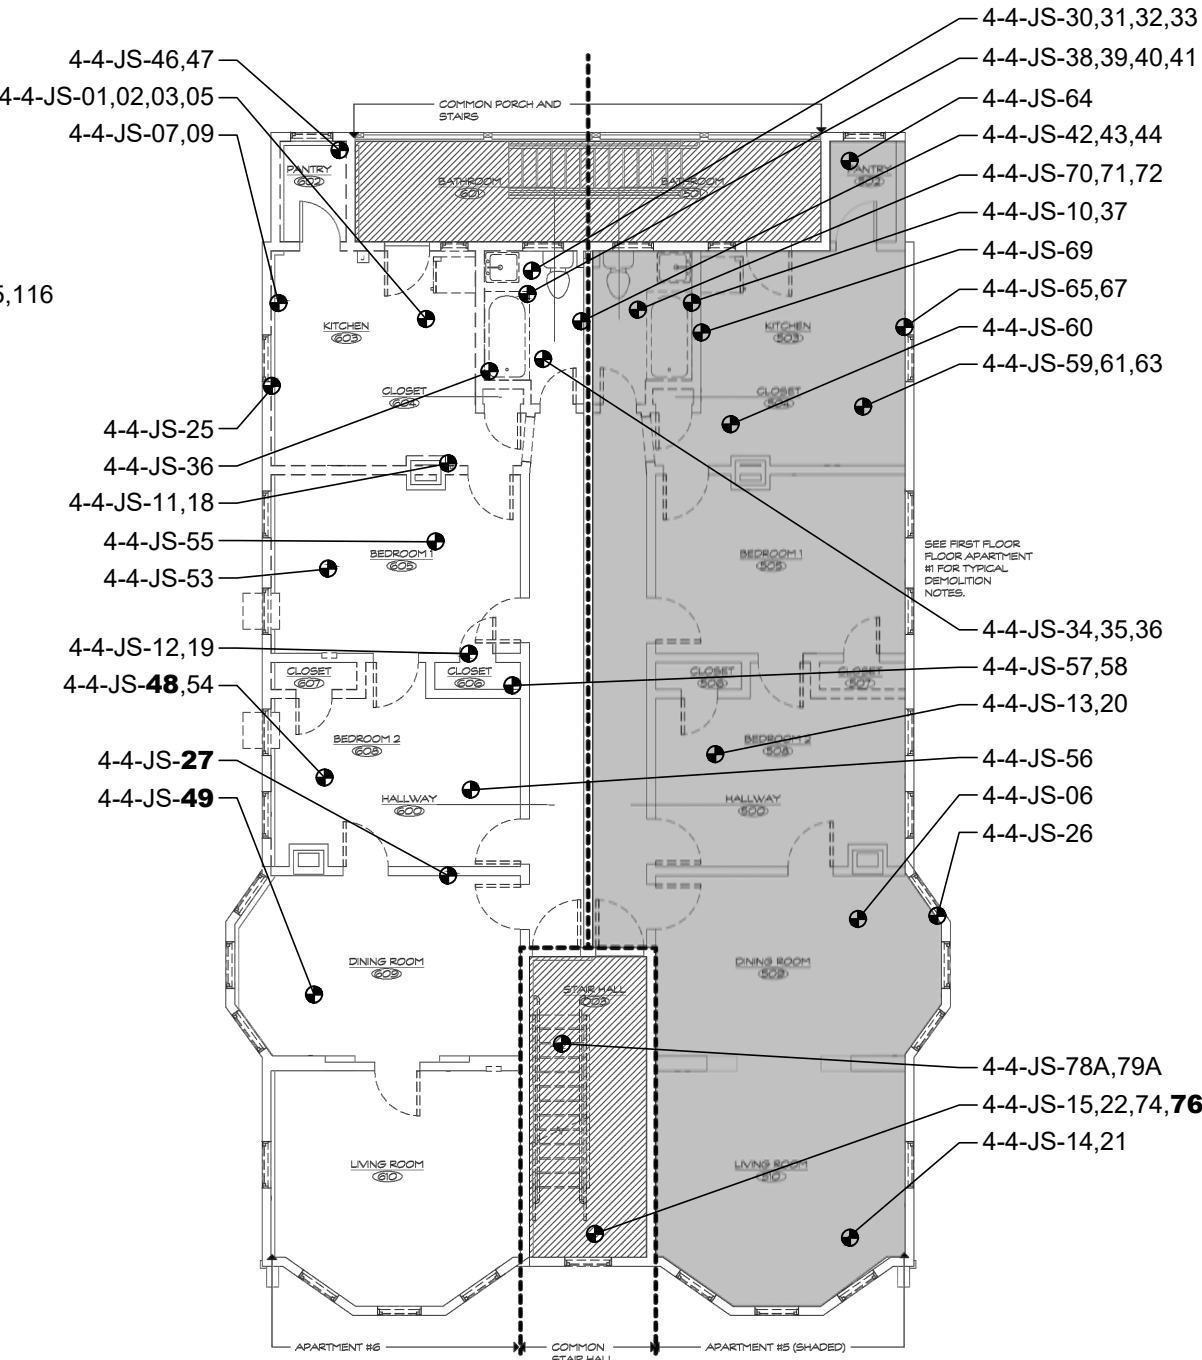 4-4-JS-30,31,32,33
4-4-JS-46,47
4-4-JS-38,39,40,41
4-4-JS-01,02,03,05
COMMON PORCH AND
STAIRS
4-4-JS-64
4-4-JS-07,09
4-4-JS-42,43,44
PANTRY
602
BATHROOM
601
BATHROOM
501
PANTRY
502
4-4-JS-70,71,72
4-4-JS-10,37
4-4-JS-69
5,116
4-4-JS-65,67
KITCHEN
603
KITCHEN
503
4-4-JS-60
4-4-JS-59,61,63
CLOSET
604
CLOSET
504
4-4-JS-25
4-4-JS-36
4-4-JS-11,18
4-4-JS-55
4-4-JS-53
BEDROOM 1
605
BEDROOM 1
505
SEE FIRST FLOOR
FLOOR APARTMENT
#1 FOR TYPICAL
DEMOLITION
NOTES.
4-4-JS-34,35,36
4-4-JS-12,19
4-4-JS-57,58
CLOSET
607
CLOSET
606
CLOSET
506
CLOSET
507
4-4-JS-48,54
4-4-JS-13,20
BEDROOM 2
608
BEDROOM 2
508
4-4-JS-27
4-4-JS-56
4-4-JS-49
HALLWAY
600
HALLWAY
500
4-4-JS-06
4-4-JS-26
DINING ROOM
609
DINING ROOM
509
STAIR HALL
003
4-4-JS-78A,79A
4-4-JS-15,22,74,76
4-4-JS-14,21
LIVING ROOM
610
LIVING ROOM
510
APARTMENT #6
COMMON
STAIR HALL
APARTMENT #5 (SHADED)